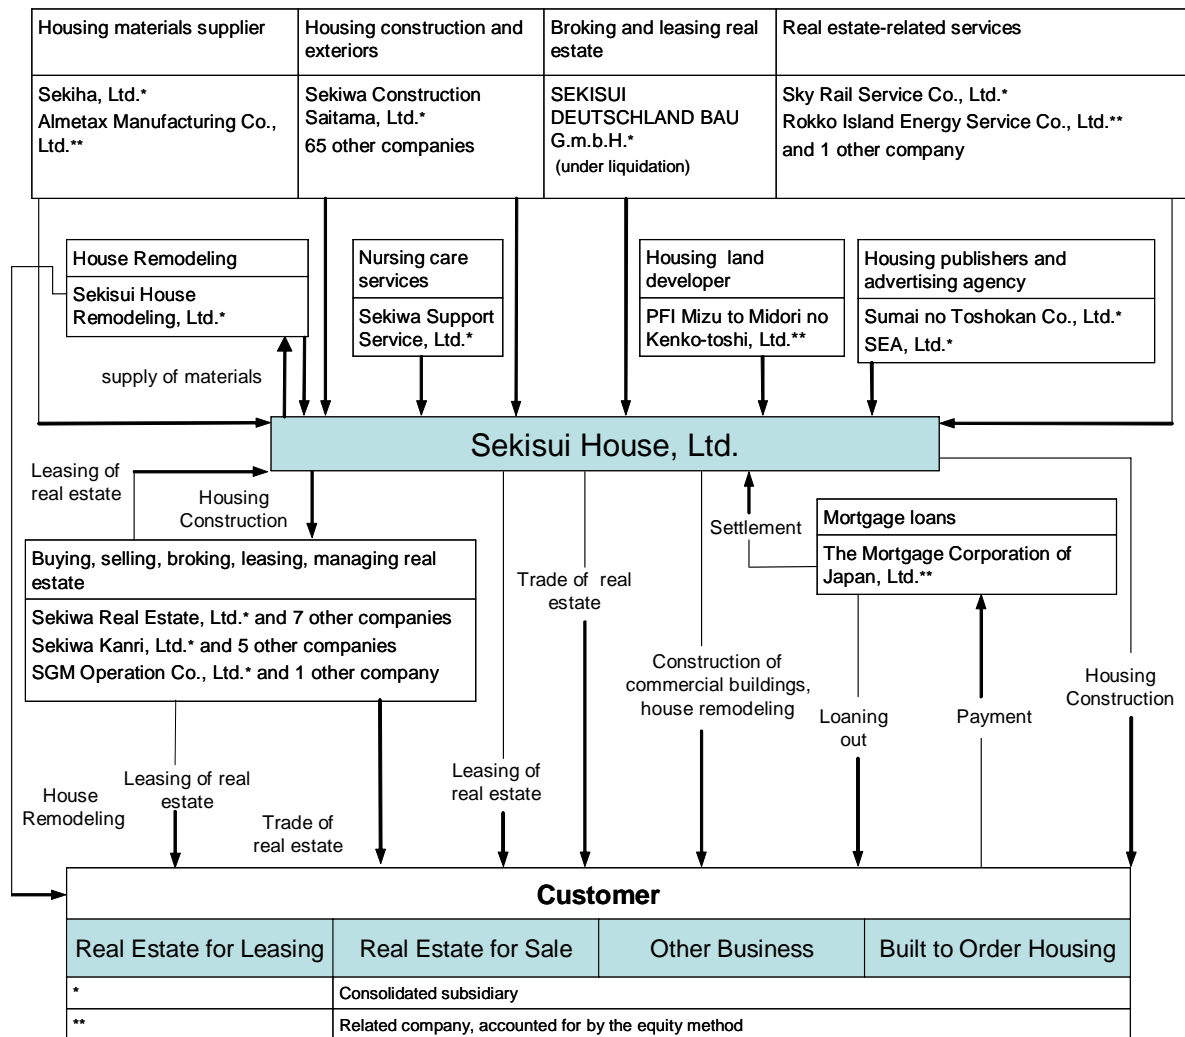 Housing materials supplier
Sekiha, Ltd.*
Almetax Manufacturing Co.,
Ltd.**
Housing construction and
exteriors
Sekiwa Construction
Saitama, Ltd.*
65 other companies
Broking and leasing real
estate
SEKISUI
DEUTSCHLAND BAU
G.m.b.H.*
(under liquidation)
Real estate-related services
Sky Rail Service Co., Ltd.*
Rokko Island Energy Service Co., Ltd.**
and 1 other company
House Remodeling
Sekisui House
Remodeling, Ltd.*
Nursing care
services
Sekiwa Support
Service, Ltd.*
Housing land
developer
PFI Mizu to Midori no
Kenko-toshi, Ltd.**
Housing publishers and
advertising agency
Sumai no Toshokan Co., Ltd.*
SEA, Ltd.*
supply of materials
Sekisui House, Ltd.
Leasing of
real estate
Housing
Construction
Settlement
Mortgage loans
The Mortgage Corporation of
Japan, Ltd.**
Buying, selling, broking, leasing, managing real
estate
Sekiwa Real Estate, Ltd.* and 7 other companies
Sekiwa Kanri, Ltd.* and 5 other companies
SGM Operation Co., Ltd.* and 1 other company
Trade of real
estate
Construction of
commercial buildings,
house remodeling
Loaning
out
Payment
Housing
Construction
House
Remodeling
Leasing of real
estate
Trade of
real estate
Leasing of
real estate
Customer
Real Estate for Leasing
Real Estate for Sale
Other Business
Built to Order Housing
* Consolidated subsidiary
** Related company, accounted for by the equity method